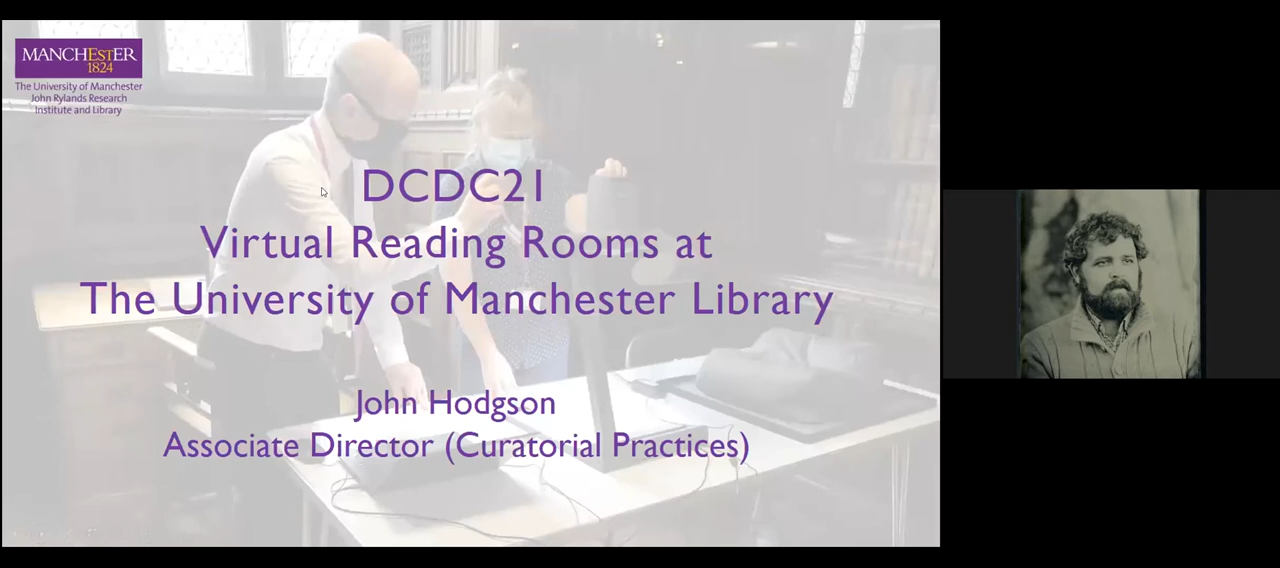 MANCHESTER
1824
The University of Manchester
John Rylands Research
Institute and Library
DCDC21
Virtual Reading Rooms at
The University of Manchester Library
John Hodgson
Associate Director (Curatorial Practices)